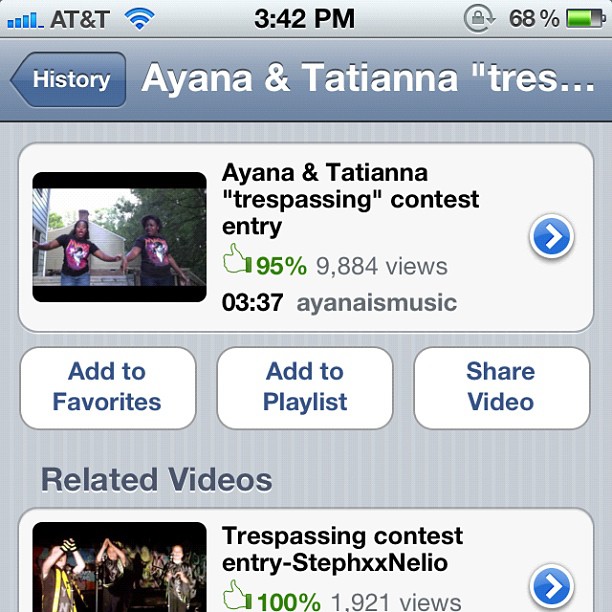 AT&T 3:42 PM 68%
History Ayana & Tatianna "tres...
Ayana & Tatianna
"trespassing" contest
entry
95% 9,884 views
03:37 ayanaismusic
Add to Favorites
Add to Playlist
Share Video
Related Videos
Trespassing contest
entry-StephxxNelio
100% 1,921 views